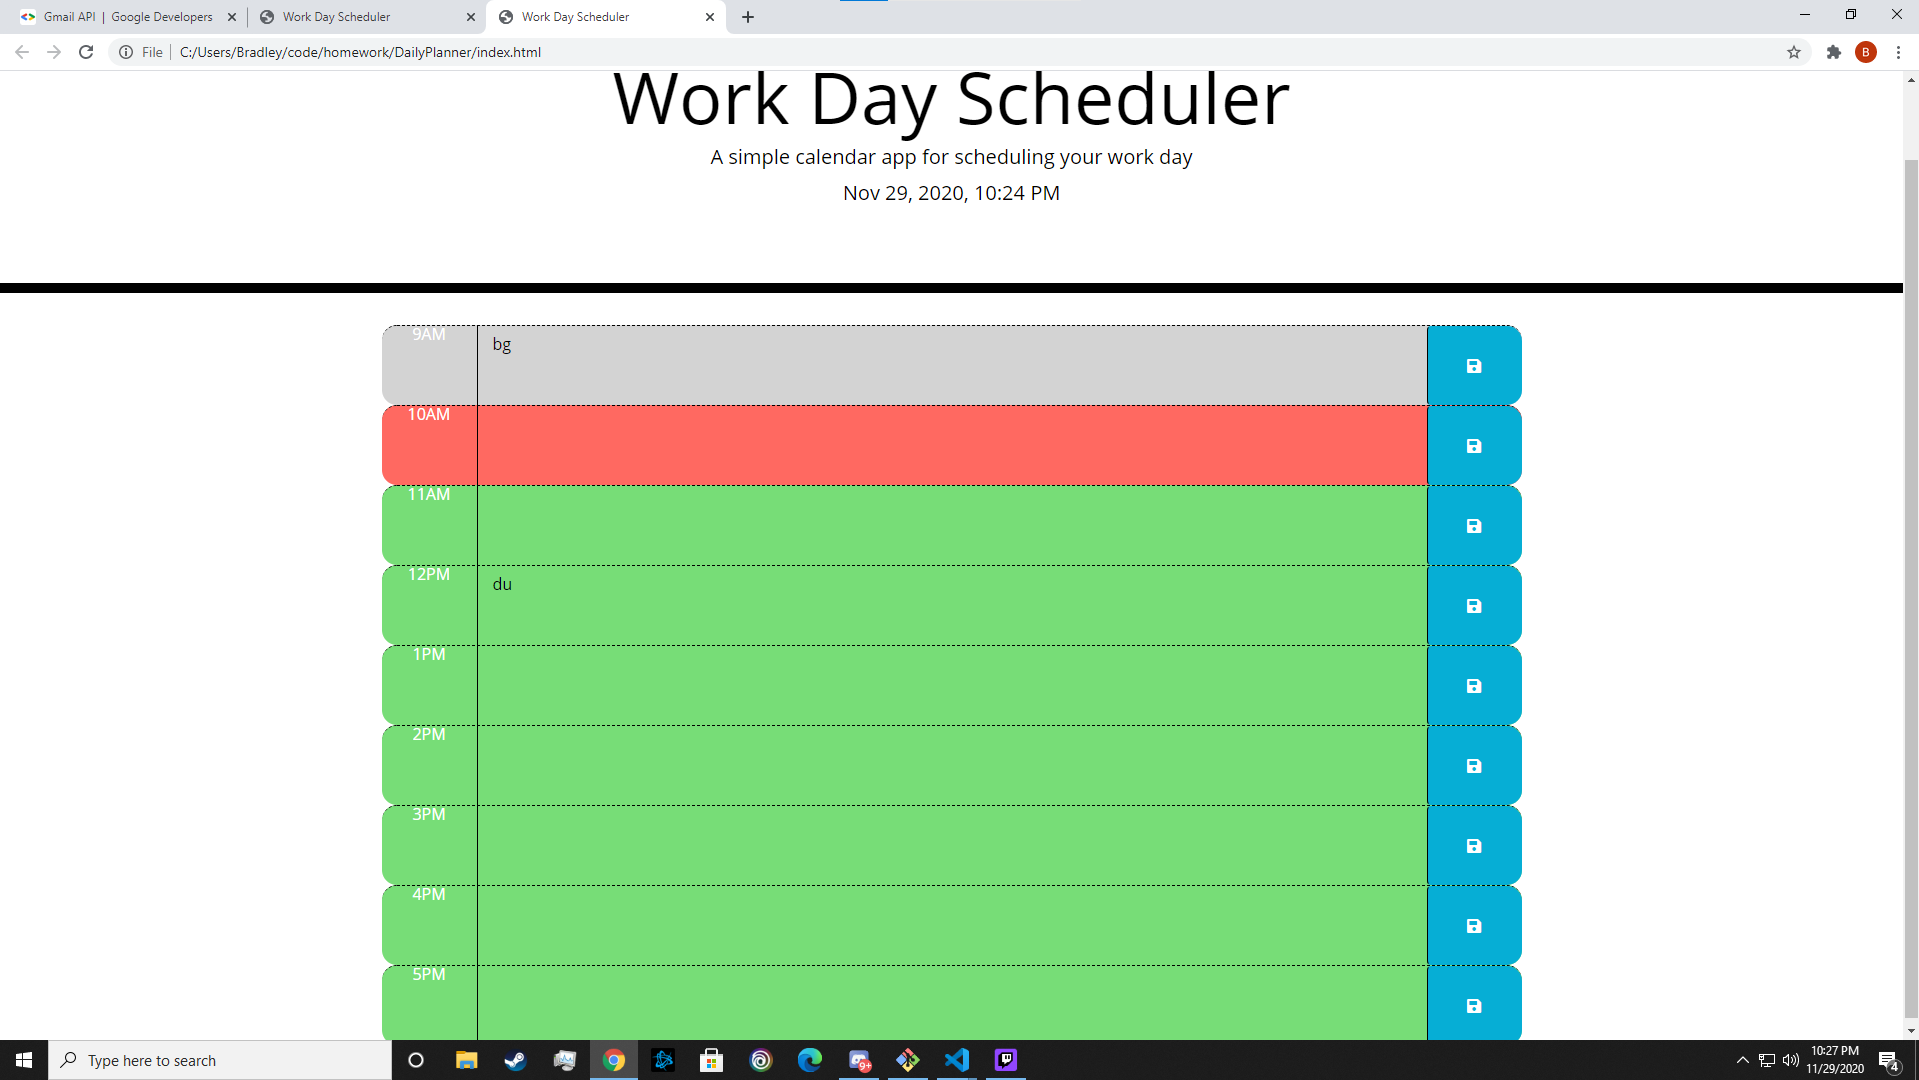 Gmail API | Google Developers
Work Day Scheduler
Work Day Scheduler
File
C:/Users/Bradley/code/homework/DailyPlanner/index.html
B
Work Day Scheduler
A simple calendar app for scheduling your work day
Nov 29, 2020, 10:24 PM
9AM
bg
10AM
11AM
12PM
du
1PM
2PM
3PM
4PM
5PM
Type here to search
9+
10:27 PM
11/29/2020
4